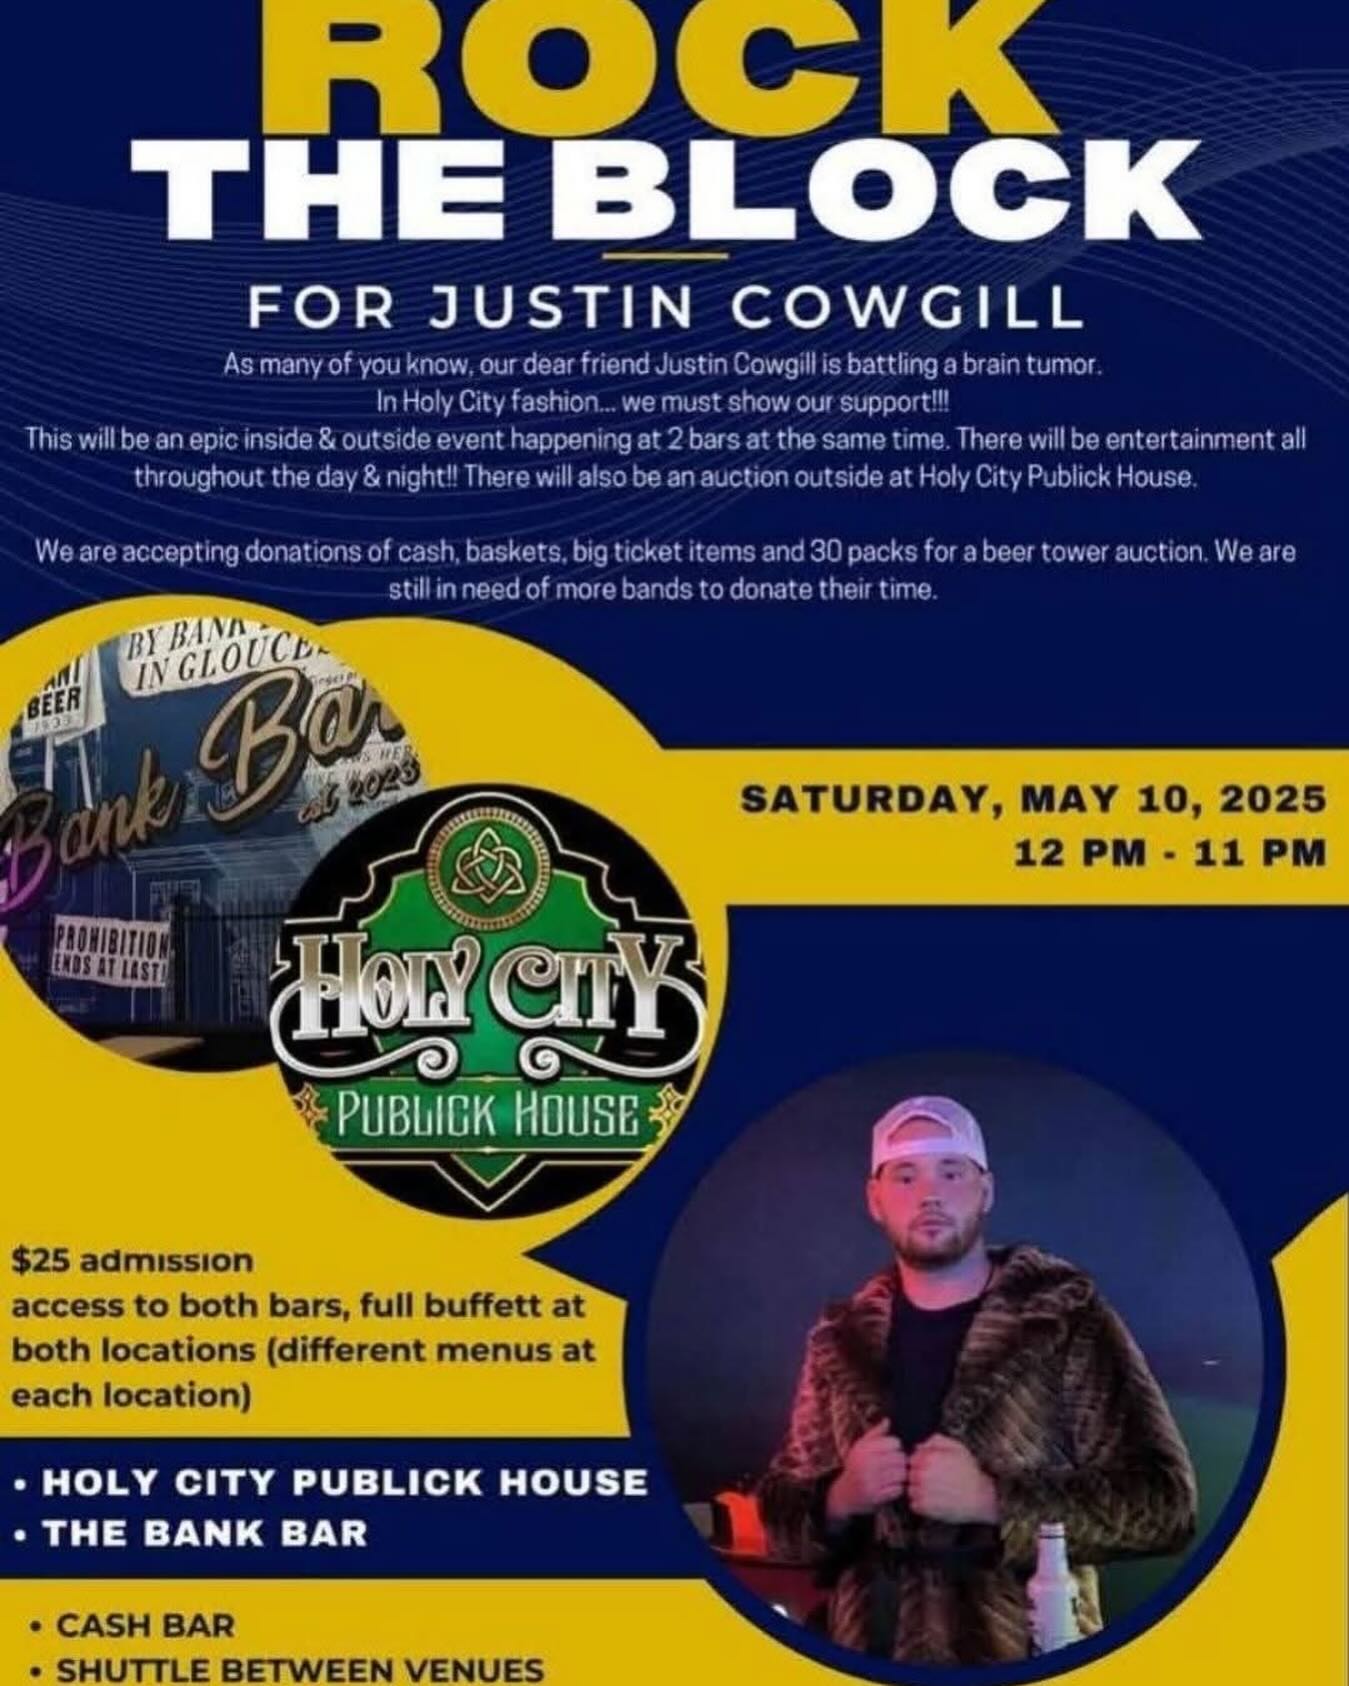 ROCK
THE BLOCK
FOR JUSTIN COWGILL
As many of you know, our dear friend Justin Cowgill is battling a brain tumor.
In Holy City fashion... we must show our support!!!
This will be an epic inside & outside event happening at 2 bars at the same time. There will be entertainment all
throughout the day & night!! There will also be an auction outside at Holy City Publick House.
We are accepting donations of cash, baskets, big ticket items and 30 packs for a beer tower auction. We are
still in need of more bands to donate their time.
BY BANK
IN GLOUCE
BEER
1933
Bank Bar
est 2023
PROHIBITION
ENDS AT LAST!
HOLY CITY
PUBLICK HOUSE
SATURDAY, MAY 10, 2025
12 PM - 11 PM
$25 admission
access to both bars, full buffett at
both locations (different menus at
each location)
• HOLY CITY PUBLICK HOUSE
• THE BANK BAR
• CASH BAR
• SHUTTLE BETWEEN VENUES